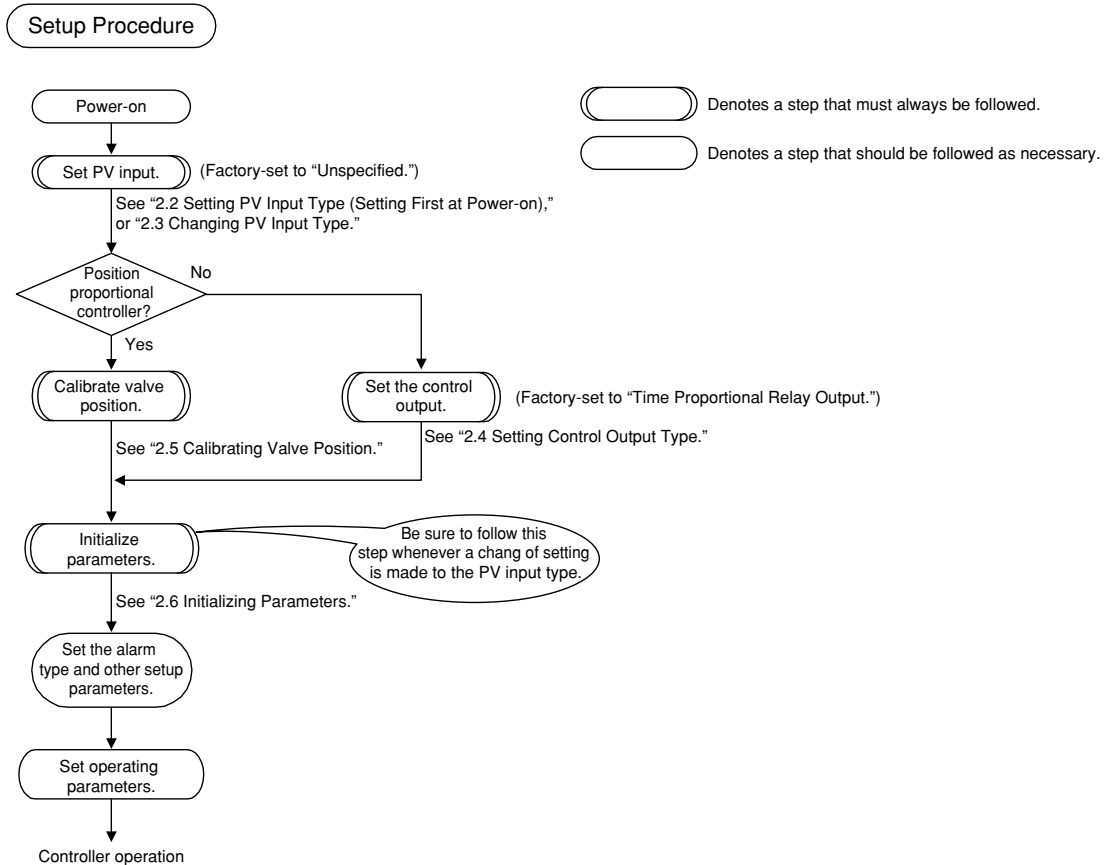 Setup Procedure
Power-on
Denotes a step that must always be followed.
Set PV input.
(Factory-set to “Unspecified.”)
Denotes a step that should be followed as necessary.
See “2.2 Setting PV Input Type (Setting First at Power-on),”
or “2.3 Changing PV Input Type.”
Position
proportional
controller?
No
Yes
Calibrate valve
position.
Set the control
output.
(Factory-set to “Time Proportional Relay Output.”)
See “2.5 Calibrating Valve Position.”
See “2.4 Setting Control Output Type.”
Initialize
parameters.
Be sure to follow this
step whenever a chang of setting
is made to the PV input type.
See “2.6 Initializing Parameters.”
Set the alarm
type and other setup
parameters.
Set operating
parameters.
Controller operation